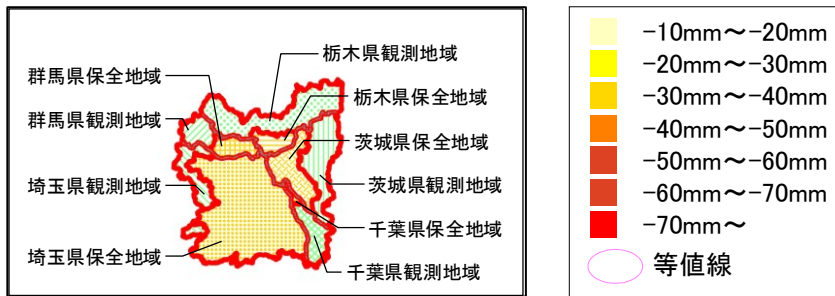 栃木県観測地域
群馬県保全地域
栃木県保全地域
群馬県観測地域
茨城県保全地域
埼玉県観測地域
茨城県観測地域
千葉県保全地域
埼玉県保全地域
千葉県観測地域
-10mm～-20mm
-20mm～-30mm
-30mm～-40mm
-40mm～-50mm
-50mm～-60mm
-60mm～-70mm
-70mm～
等値線